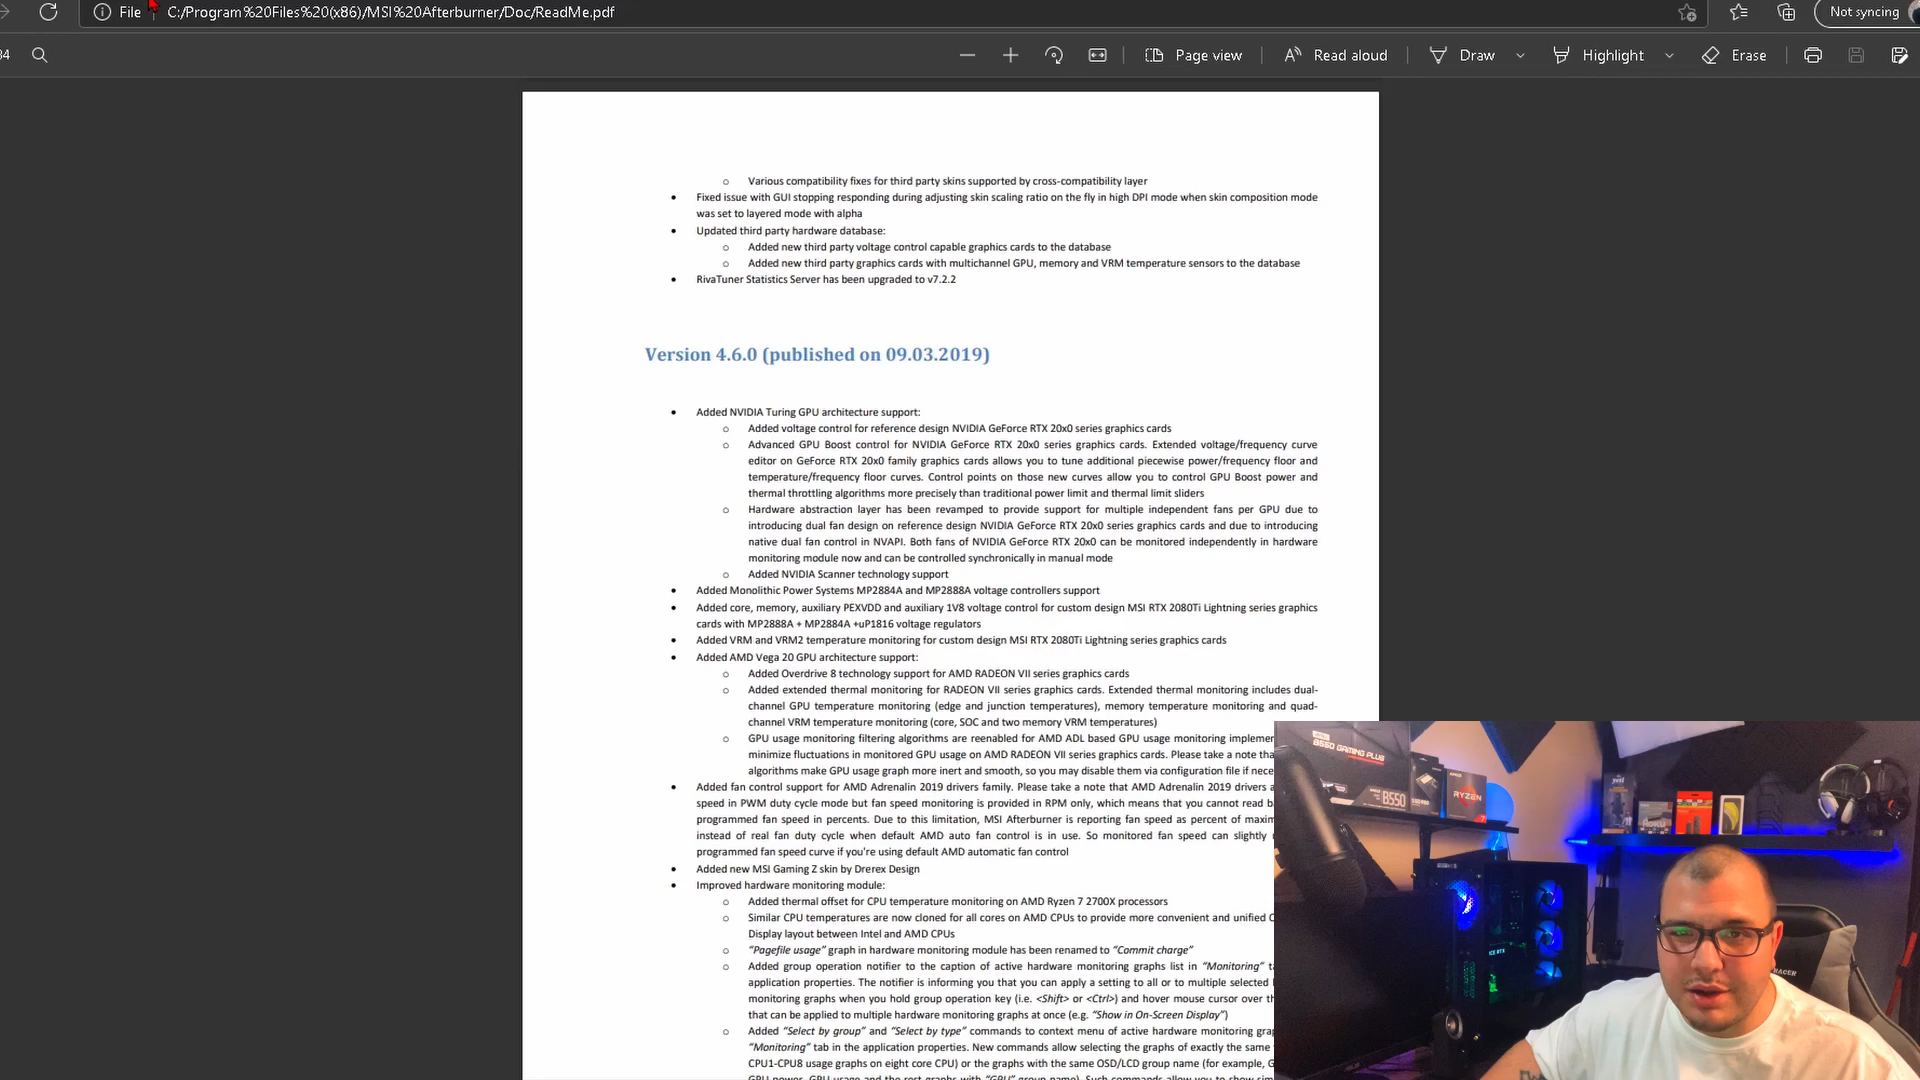 File C:/Program%20Files%20(x86)/MSI%20Afterburner/Doc/ReadMe.pdf Not syncing
34 Page view Read aloud Draw Highlight Erase
Various compatibility fixes for third party skins supported by cross-compatibility layer
Fixed issue with GUI stopping responding during adjusting skin scaling ratio on the fly in high DPI mode when skin composition mode
was set to layered mode with alpha
Updated third party hardware database:
Added new third party voltage control capable graphics cards to the database
Added new third party graphics cards with multichannel GPU, memory and VRM temperature sensors to the database
RivaTuner Statistics Server has been upgraded to v7.2.2
Version 4.6.0 (published on 09.03.2019)
Added NVIDIA Turing GPU architecture support:
Added voltage control for reference design NVIDIA GeForce RTX 20x0 series graphics cards
Advanced GPU Boost control for NVIDIA GeForce RTX 20x0 series graphics cards. Extended voltage/frequency curve
editor on GeForce RTX 20x0 family graphics cards allows you to tune additional piecewise power/frequency floor and
temperature/frequency floor curves. Control points on those new curves allow you to control GPU Boost power and
thermal throttling algorithms more precisely than traditional power limit and thermal limit sliders
Hardware abstraction layer has been revamped to provide support for multiple independent fans per GPU due to
introducing dual fan design on reference design NVIDIA GeForce RTX 20x0 series graphics cards and due to introducing
native dual fan control in NVAPI. Both fans of NVIDIA GeForce RTX 20x0 can be monitored independently in hardware
monitoring module now and can be controlled synchronically in manual mode
Added NVIDIA Scanner technology support
Added Monolithic Power Systems MP2884A and MP2888A voltage controllers support
Added core, memory, auxiliary PEXVDD and auxiliary 1V8 voltage control for custom design MSI RTX 2080Ti Lightning series graphics
cards with MP2888A + MP2884A +uP1816 voltage regulators
Added VRM and VRM2 temperature monitoring for custom design MSI RTX 2080Ti Lightning series graphics cards
Added AMD Vega 20 GPU architecture support:
Added Overdrive 8 technology support for AMD RADEON VII series graphics cards
Added extended thermal monitoring for RADEON VII series graphics cards. Extended thermal monitoring includes dual-
channel GPU temperature monitoring (edge and junction temperatures), memory temperature monitoring and quad-
channel VRM temperature monitoring (core, SOC and two memory VRM temperatures)
GPU usage monitoring filtering algorithms are reenabled for AMD ADL based GPU usage monitoring implemen
minimize fluctuations in monitored GPU usage on AMD RADEON VII series graphics cards. Please take a note tha
algorithms make GPU usage graph more inert and smooth, so you may disable them via configuration file if nece
Added fan control support for AMD Adrenalin 2019 drivers family. Please take a note that AMD Adrenalin 2019 drivers a
speed in PWM duty cycle mode but fan speed monitoring is provided in RPM only, which means that you cannot read b
programmed fan speed in percents. Due to this limitation, MSI Afterburner is reporting fan speed as percent of maxim
instead of real fan duty cycle when default AMD auto fan control is in use. So monitored fan speed can slightly
programmed fan speed curve if you're using default AMD automatic fan control
Added new MSI Gaming Z skin by Drerex Design
Improved hardware monitoring module:
Added thermal offset for CPU temperature monitoring on AMD Ryzen 7 2700X processors
Similar CPU temperatures are now cloned for all cores on AMD CPUs to provide more convenient and unified
Display layout between Intel and AMD CPUs
“Pagefile usage” graph in hardware monitoring module has been renamed to “Commit charge”
Added group operation notifier to the caption of active hardware monitoring graphs list in “Monitoring” ta
application properties. The notifier is informing you that you can apply a setting to all or to multiple selected
monitoring graphs when you hold group operation key (i.e. <Shift> or <Ctrl>) and hover mouse cursor over th
that can be applied to multiple hardware monitoring graphs at once (e.g. “Show in On-Screen Display”)
Added “Select by group” and “Select by type” commands to context menu of active hardware monitoring grap
“Monitoring” tab in the application properties. New commands allow selecting the graphs of exactly the same
CPU1-CPU8 usage graphs on eight core CPU) or the graphs with the same OSD/LCD group name (for example, G
GPU power, GPU usage and the rest graphs with “GPU” group name). Such commands allow you to show sim
B550 GAMING PLUS
B550
RYZEN
Roku
RACER